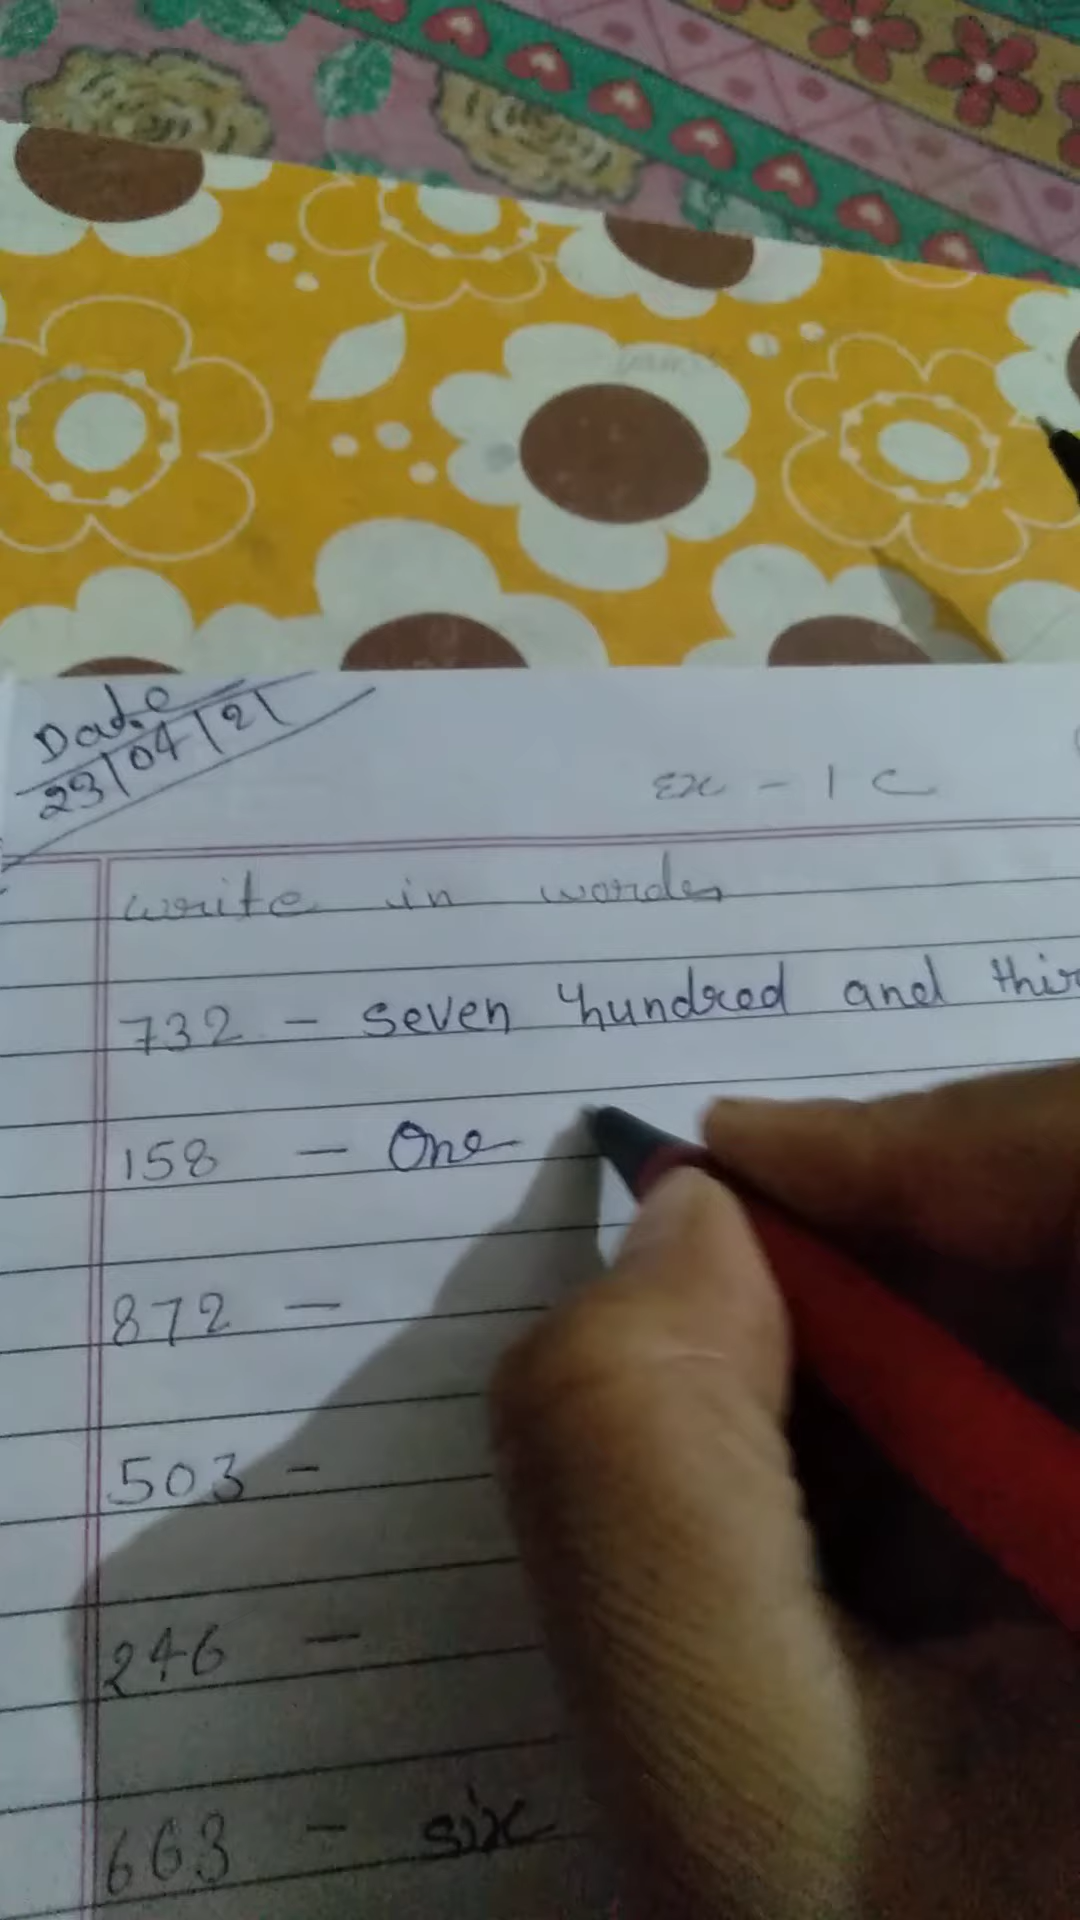 Date
23/04/21
Ex - 1 C
write in words
732 - seven hundred and thir
158 - One
872 -
503 -
246 -
663 - six